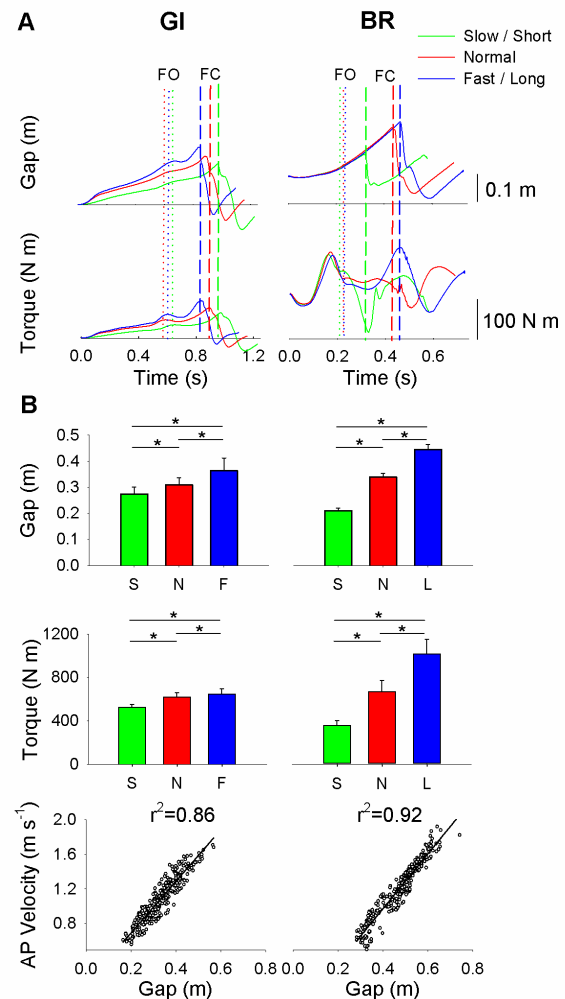 A GI BR
Slow / Short
Normal
Fast / Long
FO FC FO FC
Gap (m)
0.1 m
Torque (N m)
100 N m
0.0 0.4 0.8 1.2 0.0 0.2 0.4 0.6
Time (s) Time (s)
B
* *
* * * *
Gap (m)
0.5
0.4
0.3
0.2
0.1
0.0
S N F S N L
* *
* * * *
Torque (N m)
1200
800
400
0
S N F S N L
r²=0.86 r²=0.92
AP Velocity (m s⁻¹)
2.0
1.6
1.2
0.8
0.0 0.2 0.4 0.6 0.8 0.0 0.2 0.4 0.6 0.8
Gap (m) Gap (m)